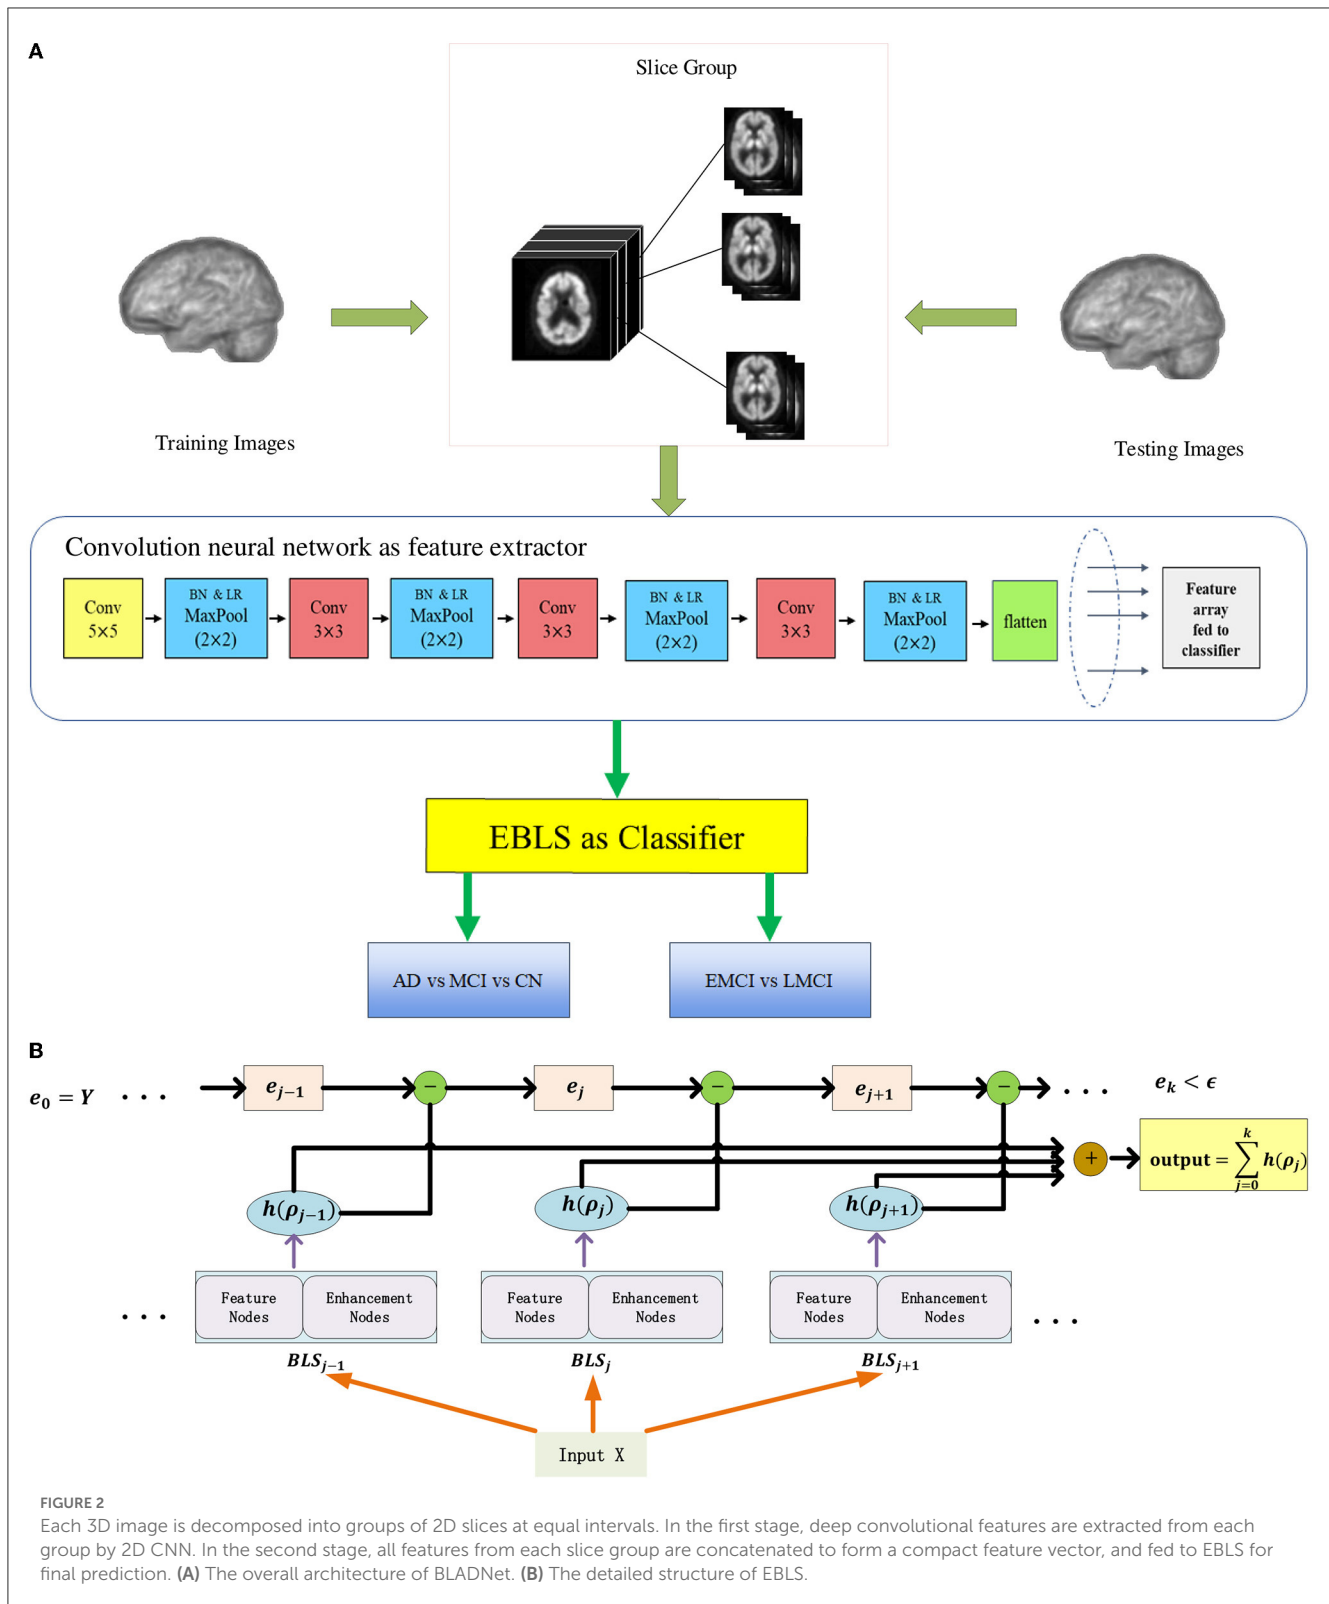 A
Slice Group
Training Images
Testing Images
Convolution neural network as feature extractor
Conv
5×5
BN & LR
MaxPool
(2×2)
Conv
3×3
BN & LR
MaxPool
(2×2)
Conv
3×3
BN & LR
MaxPool
(2×2)
Conv
3×3
BN & LR
MaxPool
(2×2)
flatten
Feature
array
fed to
classifier
EBLS as Classifier
AD vs MCI vs CN
EMCI vs LMCI
B
e₀ = Y
. . .
eⱼ₋₁
−
eⱼ
−
eⱼ₊₁
−
. . .
eₖ < ϵ
+
output = ∑ᵏⱼ₌₀ h(ρⱼ)
h(ρⱼ₋₁)
h(ρⱼ)
h(ρⱼ₊₁)
. . .
Feature
Nodes
Enhancement
Nodes
Feature
Nodes
Enhancement
Nodes
Feature
Nodes
Enhancement
Nodes
. . .
BLSⱼ₋₁
BLSⱼ
BLSⱼ₊₁
Input X
FIGURE 2
Each 3D image is decomposed into groups of 2D slices at equal intervals. In the first stage, deep convolutional features are extracted from each
group by 2D CNN. In the second stage, all features from each slice group are concatenated to form a compact feature vector, and fed to EBLS for
final prediction. (A) The overall architecture of BLADNet. (B) The detailed structure of EBLS.